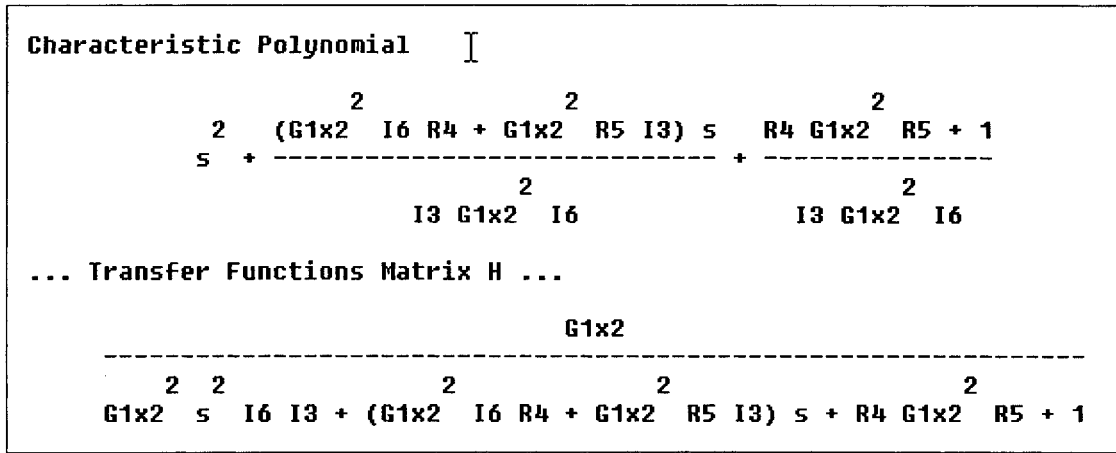 Characteristic Polynomial
2 2 2
2 (G1x2 I6 R4 + G1x2 R5 I3) s R4 G1x2 R5 + 1
s + ----------------------------- + ---------------
2 2
I3 G1x2 I6 I3 G1x2 I6
... Transfer Functions Matrix H ...
G1x2
----------------------------------------------------------------
2 2 2 2 2
G1x2 s I6 I3 + (G1x2 I6 R4 + G1x2 R5 I3) s + R4 G1x2 R5 + 1